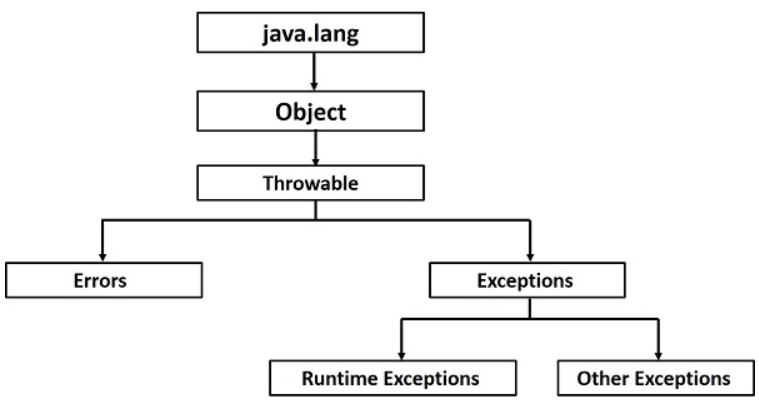 java.lang
Object
Throwable
Errors
Exceptions
Runtime Exceptions
Other Exceptions